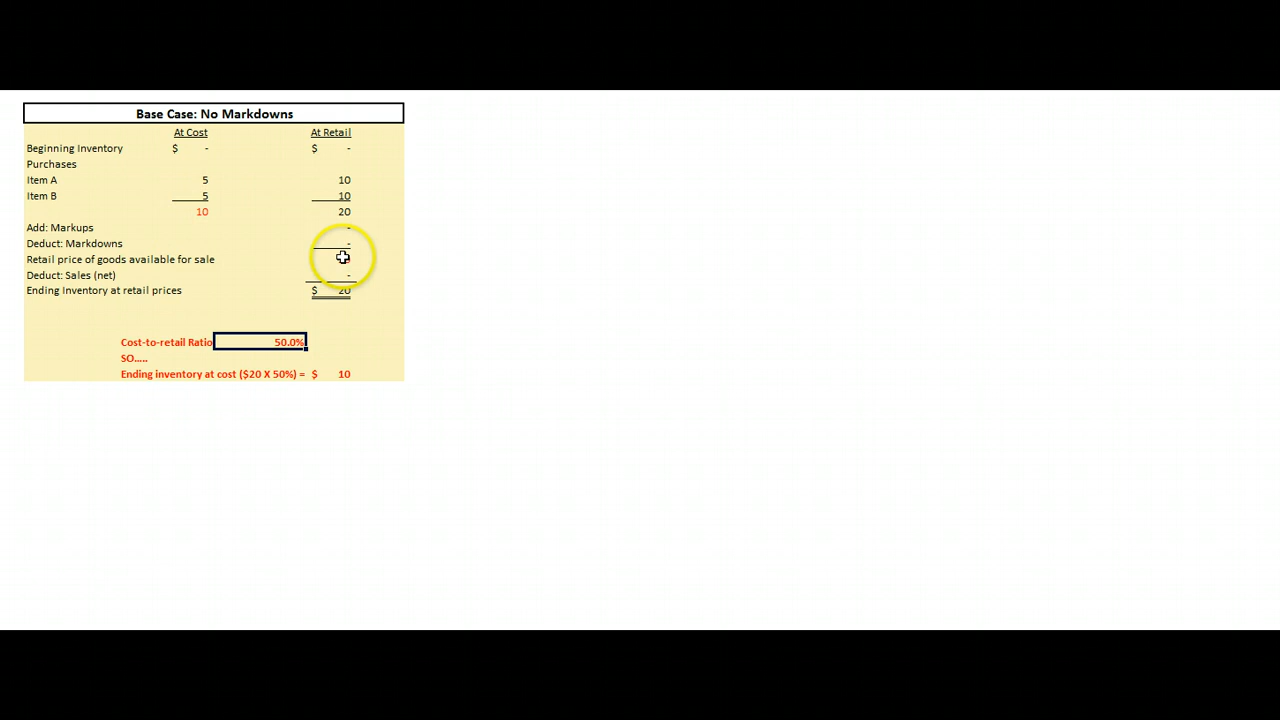 Base Case: No Markdowns
At Cost At Retail
Beginning Inventory $ - $ -
Purchases
Item A 5 10
Item B 5 10
10 20
Add: Markups -
Deduct: Markdowns -
Retail price of goods available for sale
Deduct: Sales (net) -
Ending Inventory at retail prices $ 20
Cost-to-retail Ratio 50.0%
SO.....
Ending inventory at cost ($20 X 50%) = $ 10